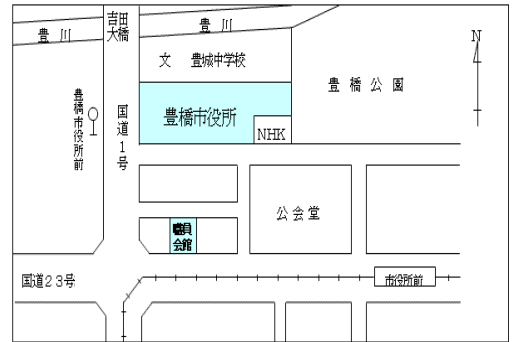 吉田
大橋
豊川
豊川
N
文 豊城中学校
豊橋公園
豊橋市役所
NHK
豊橋市役所前
国道1号
公会堂
職員
会館
国道23号
市役所前